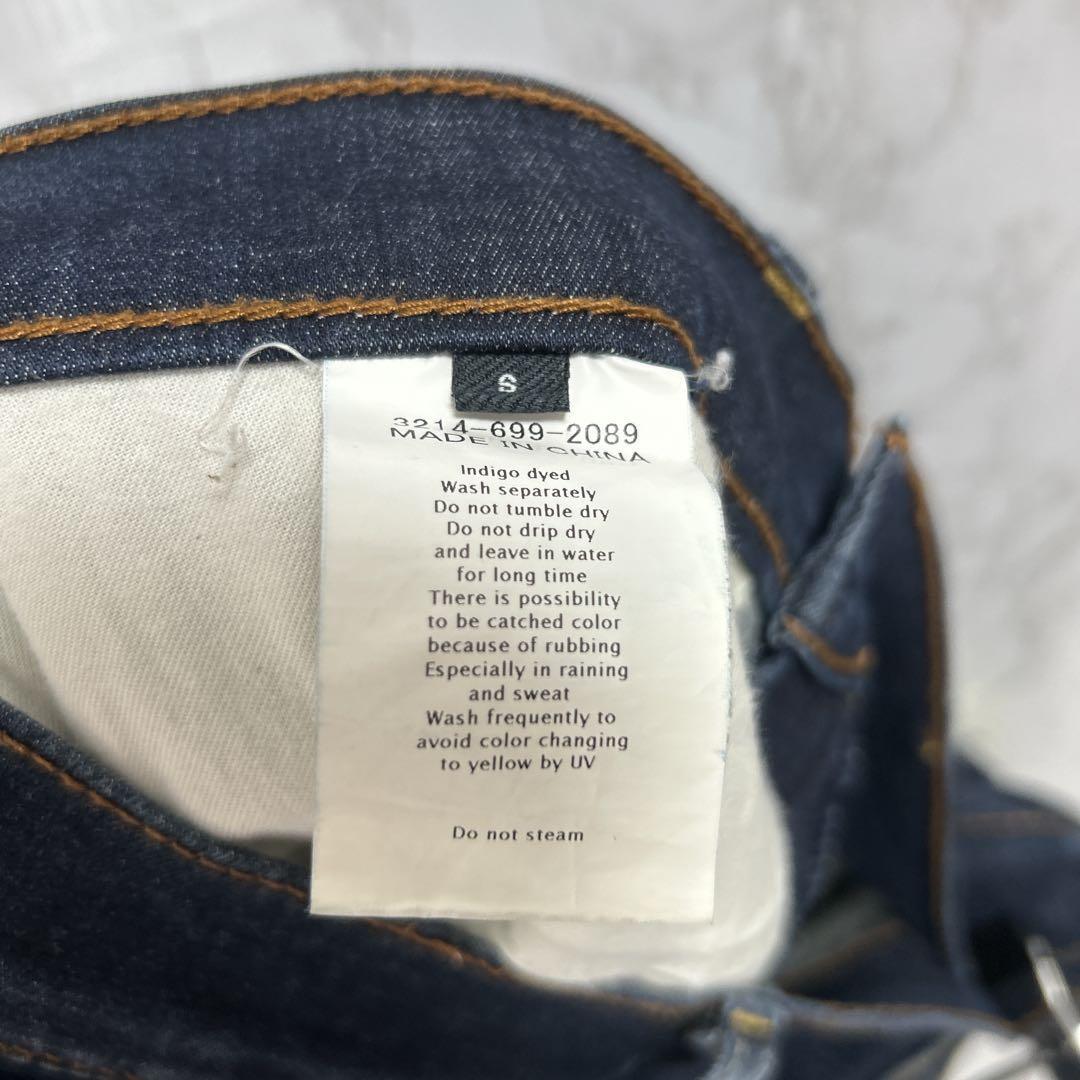 S
3214-699-2089
MADE IN CHINA
Indigo dyed
Wash separately
Do not tumble dry
Do not drip dry
and leave in water
for long time
There is possibility
to be catched color
because of rubbing
Especially in raining
and sweat
Wash frequently to
avoid color changing
to yellow by UV
Do not steam